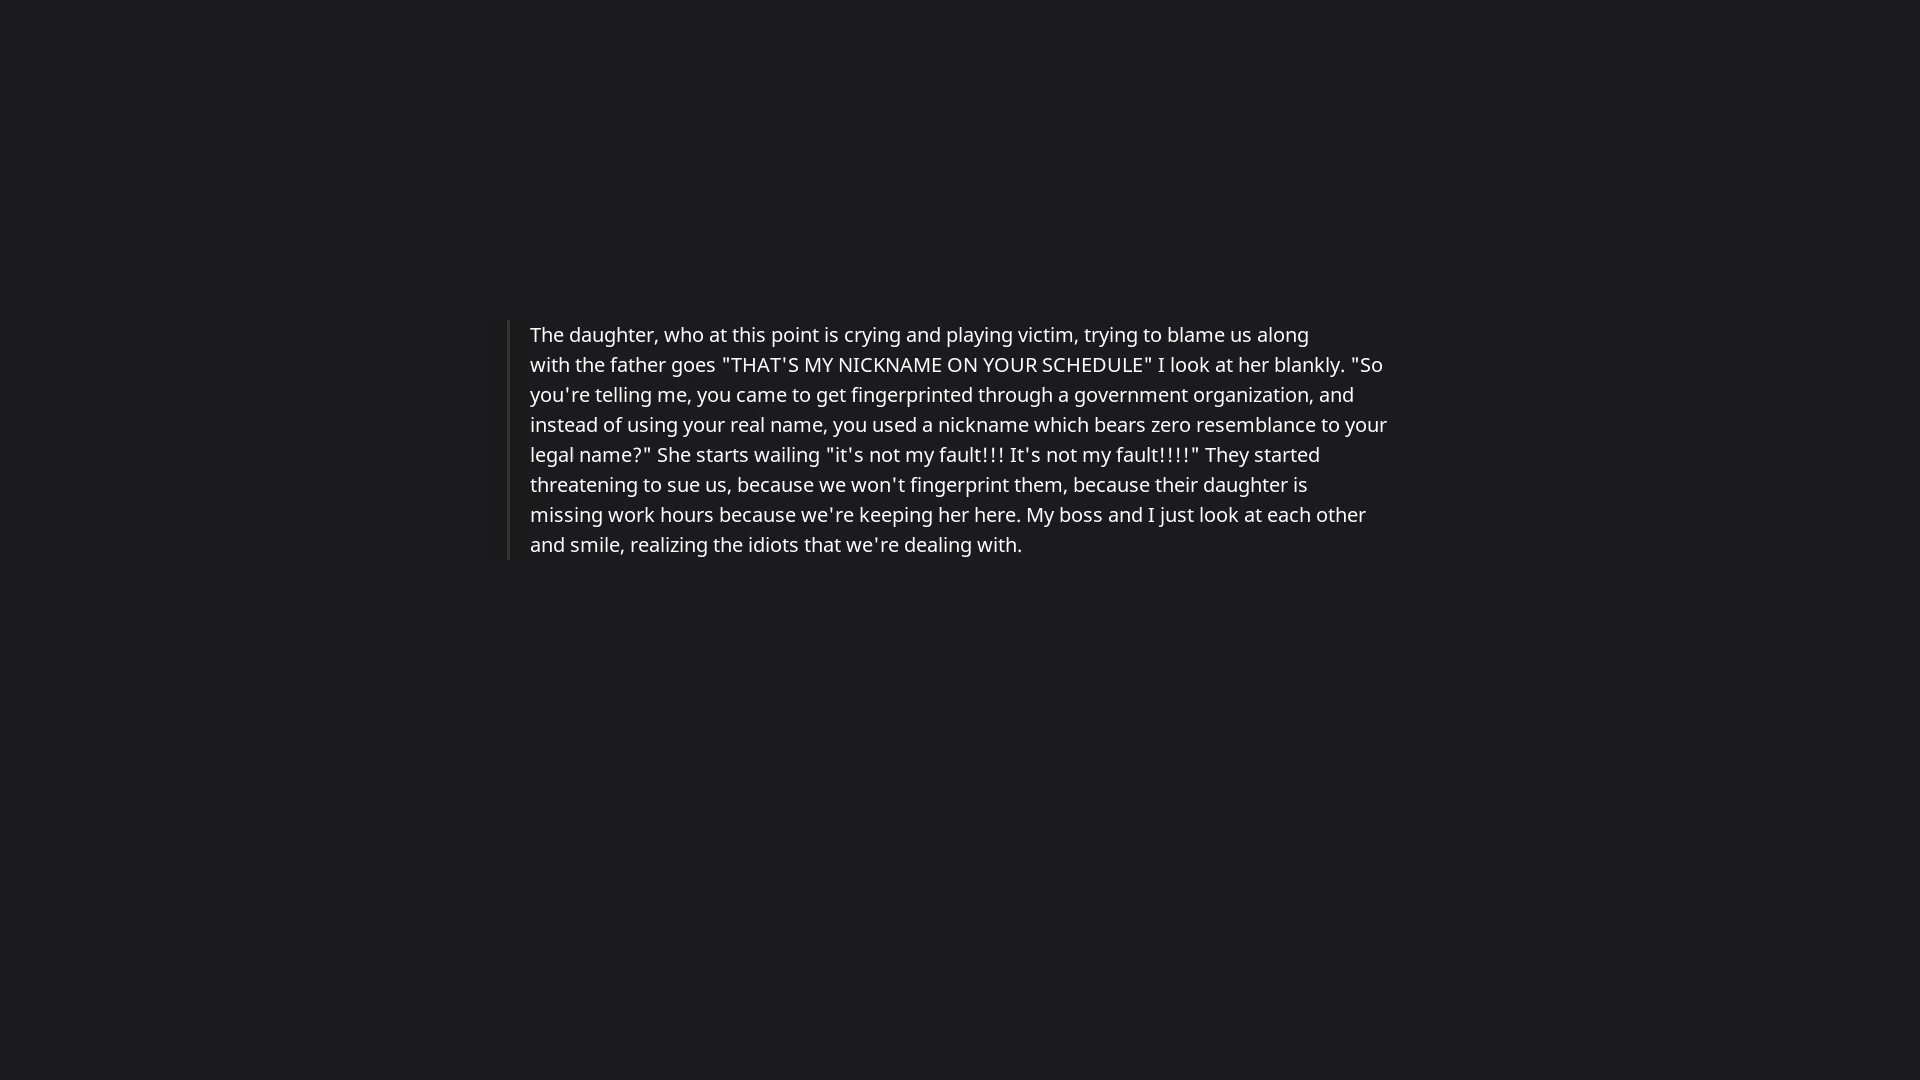 The daughter, who at this point is crying and playing victim, trying to blame us along
with the father goes "THAT'S MY NICKNAME ON YOUR SCHEDULE" I look at her blankly. "So
you're telling me, you came to get fingerprinted through a government organization, and
instead of using your real name, you used a nickname which bears zero resemblance to your
legal name?" She starts wailing "it's not my fault!!! It's not my fault!!!!" They started
threatening to sue us, because we won't fingerprint them, because their daughter is
missing work hours because we're keeping her here. My boss and I just look at each other
and smile, realizing the idiots that we're dealing with.